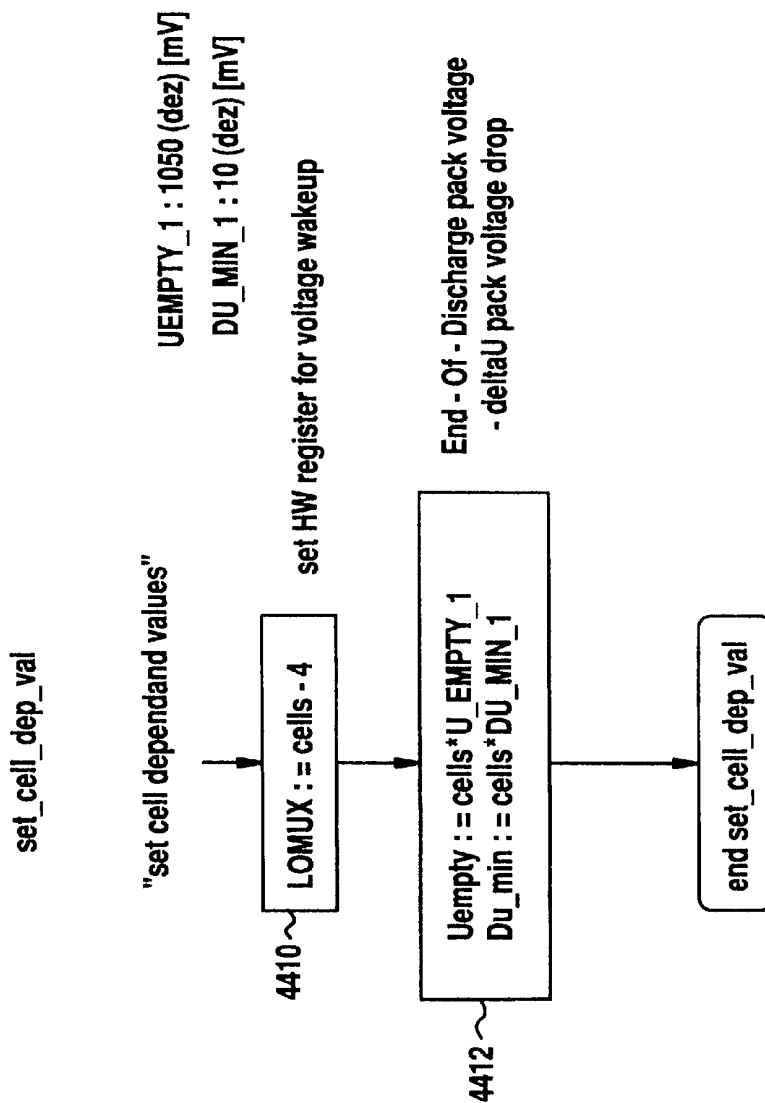 set_cell_dep_val
"set cell dependand values"
UEMPTY_1 : 1050 (dez) [mV]
DU_MIN_1 : 10 (dez) [mV]
4410
LOMUX : = cells - 4
set HW register for voltage wakeup
4412
Uempty : = cells*U_EMPTY_1
Du_min : = cells*DU_MIN_1
End - Of - Discharge pack voltage
- deltaU pack voltage drop
end set_cell_dep_val